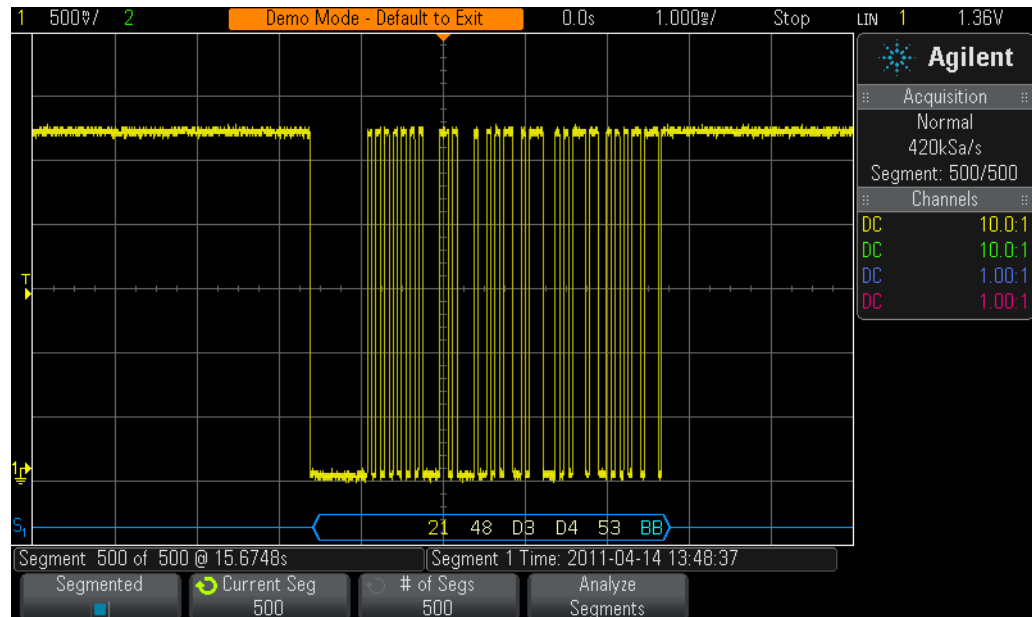 1 500mV/ 2 Demo Mode - Default to Exit 0.0s 1.000ms/ Stop LIN 1 1.36V
Agilent
Acquisition
Normal
420kSa/s
Segment: 500/500
Channels
DC 10.0:1
DC 10.0:1
DC 1.00:1
DC 1.00:1
T
1
S1 21 48 D3 D4 53 BB
Segment 500 of 500 @ 15.6748s Segment 1 Time: 2011-04-14 13:48:37
Segmented Current Seg # of Segs Analyze
500 500 Segments